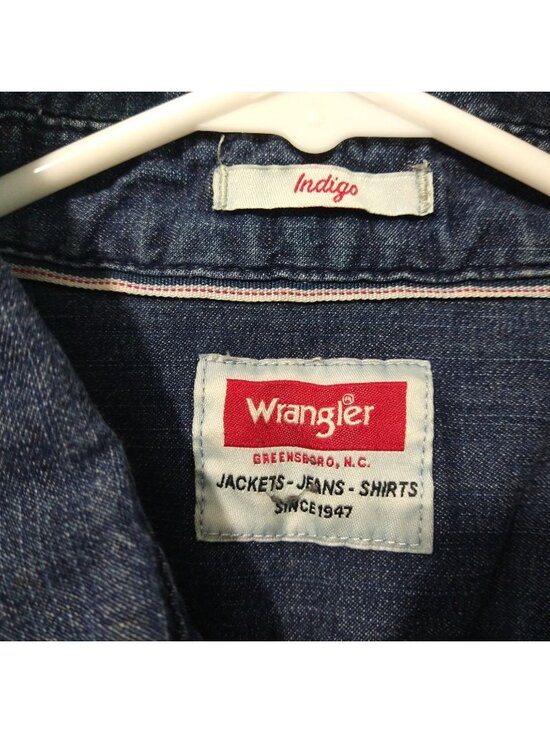 Indigo
Wrangler
GREENSBORO, N.C.
JACKETS - JEANS - SHIRTS
SINCE 1947